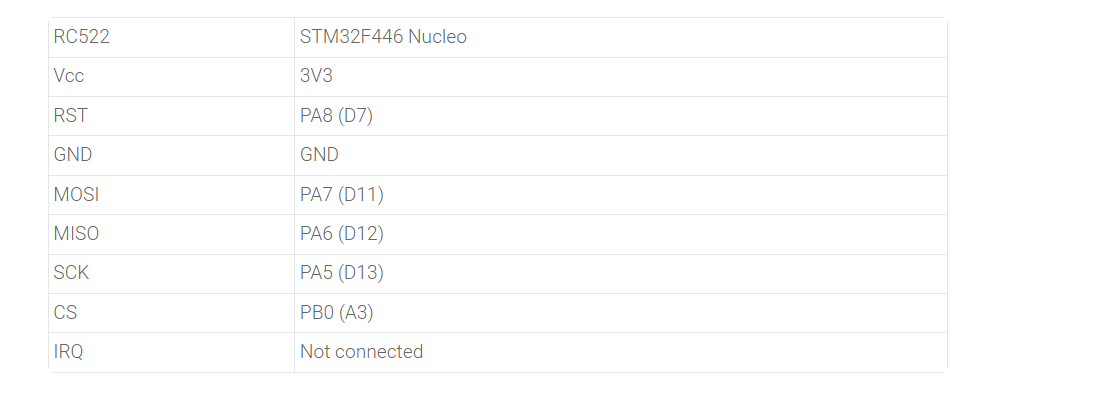 RC522 STM32F446 Nucleo
Vcc 3V3
RST PA8 (D7)
GND GND
MOSI PA7 (D11)
MISO PA6 (D12)
SCK PA5 (D13)
CS PB0 (A3)
IRQ Not connected